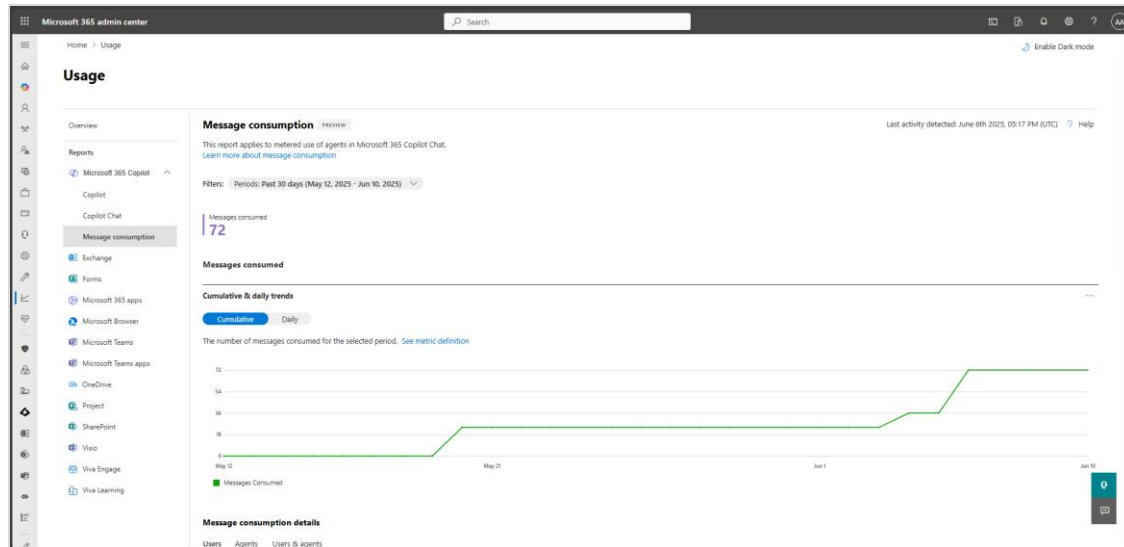 Microsoft 365 admin center
Search
AA
Home > Usage
Enable Dark mode
Usage
Overview
Reports
Microsoft 365 Copilot
Copilot
Copilot Chat
Message consumption
Exchange
Forms
Microsoft 365 apps
Microsoft Browser
Microsoft Teams
Microsoft Teams apps
OneDrive
Project
SharePoint
Visio
Viva Engage
Viva Learning
Message consumption PREVIEW
Last activity detected: June 6th 2025, 05:17 PM (UTC) ? Help
This report applies to metered use of agents in Microsoft 365 Copilot Chat.
Learn more about message consumption
Filters: Periods: Past 30 days (May 12, 2025 - Jun 10, 2025)
Messages consumed
72
Messages consumed
Cumulative & daily trends
Cumulative Daily
The number of messages consumed for the selected period. See metric definition
72
54
36
18
0
May 12 May 21 Jun 1 Jun 10
Messages Consumed
Message consumption details
Users Agents Users & agents